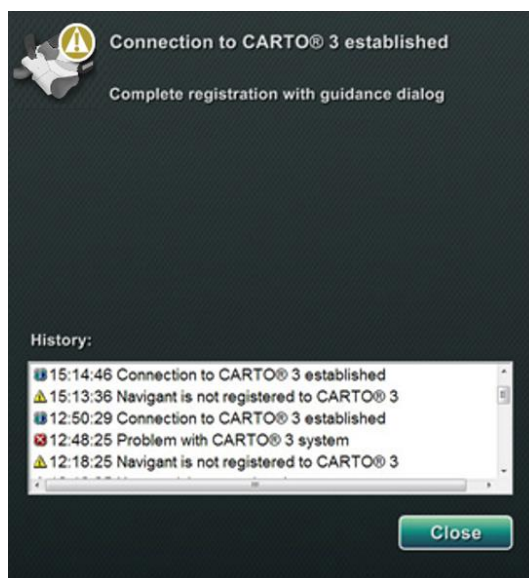 Connection to CARTO® 3 established
Complete registration with guidance dialog
History:
15:14:46 Connection to CARTO® 3 established
15:13:36 Navigant is not registered to CARTO® 3
12:50:29 Connection to CARTO® 3 established
12:48:25 Problem with CARTO® 3 system
12:18:25 Navigant is not registered to CARTO® 3
Close